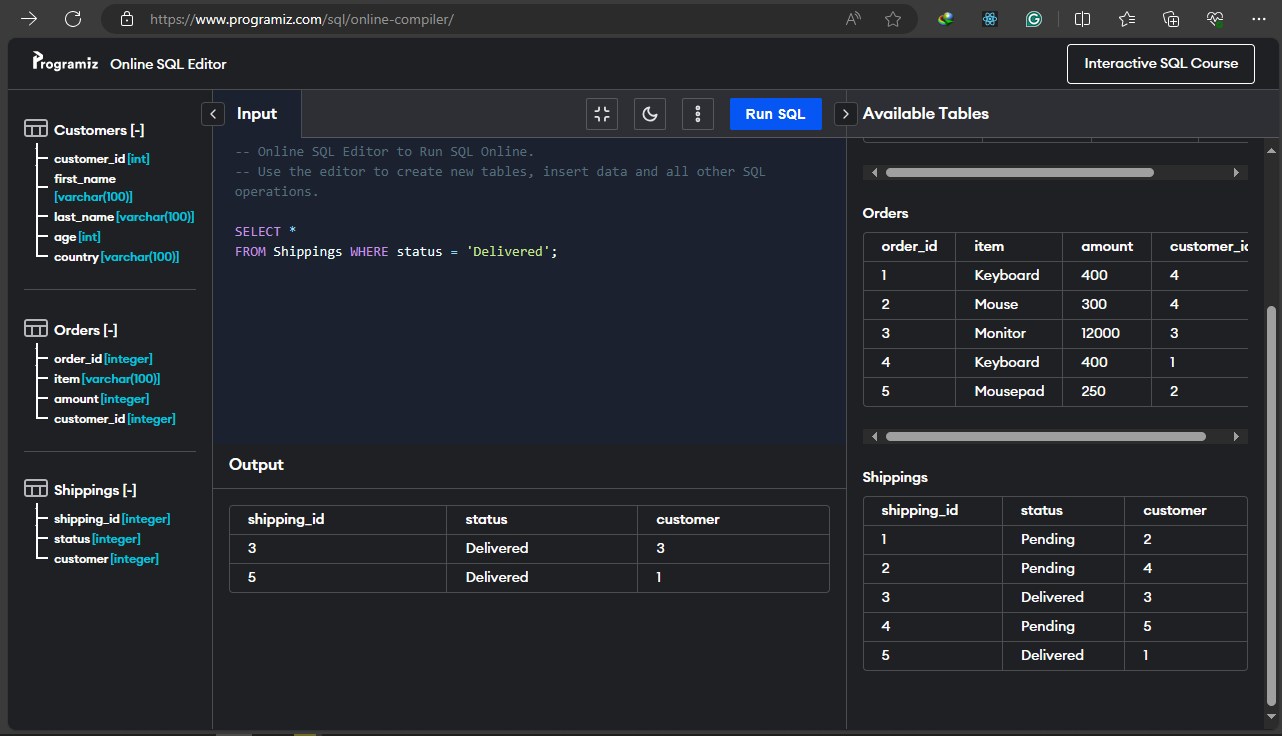 https://www.programiz.com/sql/online-compiler/
Programiz Online SQL Editor
Interactive SQL Course
Customers [-]
customer_id [int]
first_name
[varchar(100)]
last_name [varchar(100)]
age [int]
country [varchar(100)]
Orders [-]
order_id [integer]
item [varchar(100)]
amount [integer]
customer_id [integer]
Shippings [-]
shipping_id [integer]
status [integer]
customer [integer]
Input
Run SQL
-- Online SQL Editor to Run SQL Online.
-- Use the editor to create new tables, insert data and all other SQL
operations.
SELECT *
FROM Shippings WHERE status = 'Delivered';
Output
shipping_id status customer
3 Delivered 3
5 Delivered 1
Available Tables
Orders
order_id item amount customer_id
1 Keyboard 400 4
2 Mouse 300 4
3 Monitor 12000 3
4 Keyboard 400 1
5 Mousepad 250 2
Shippings
shipping_id status customer
1 Pending 2
2 Pending 4
3 Delivered 3
4 Pending 5
5 Delivered 1